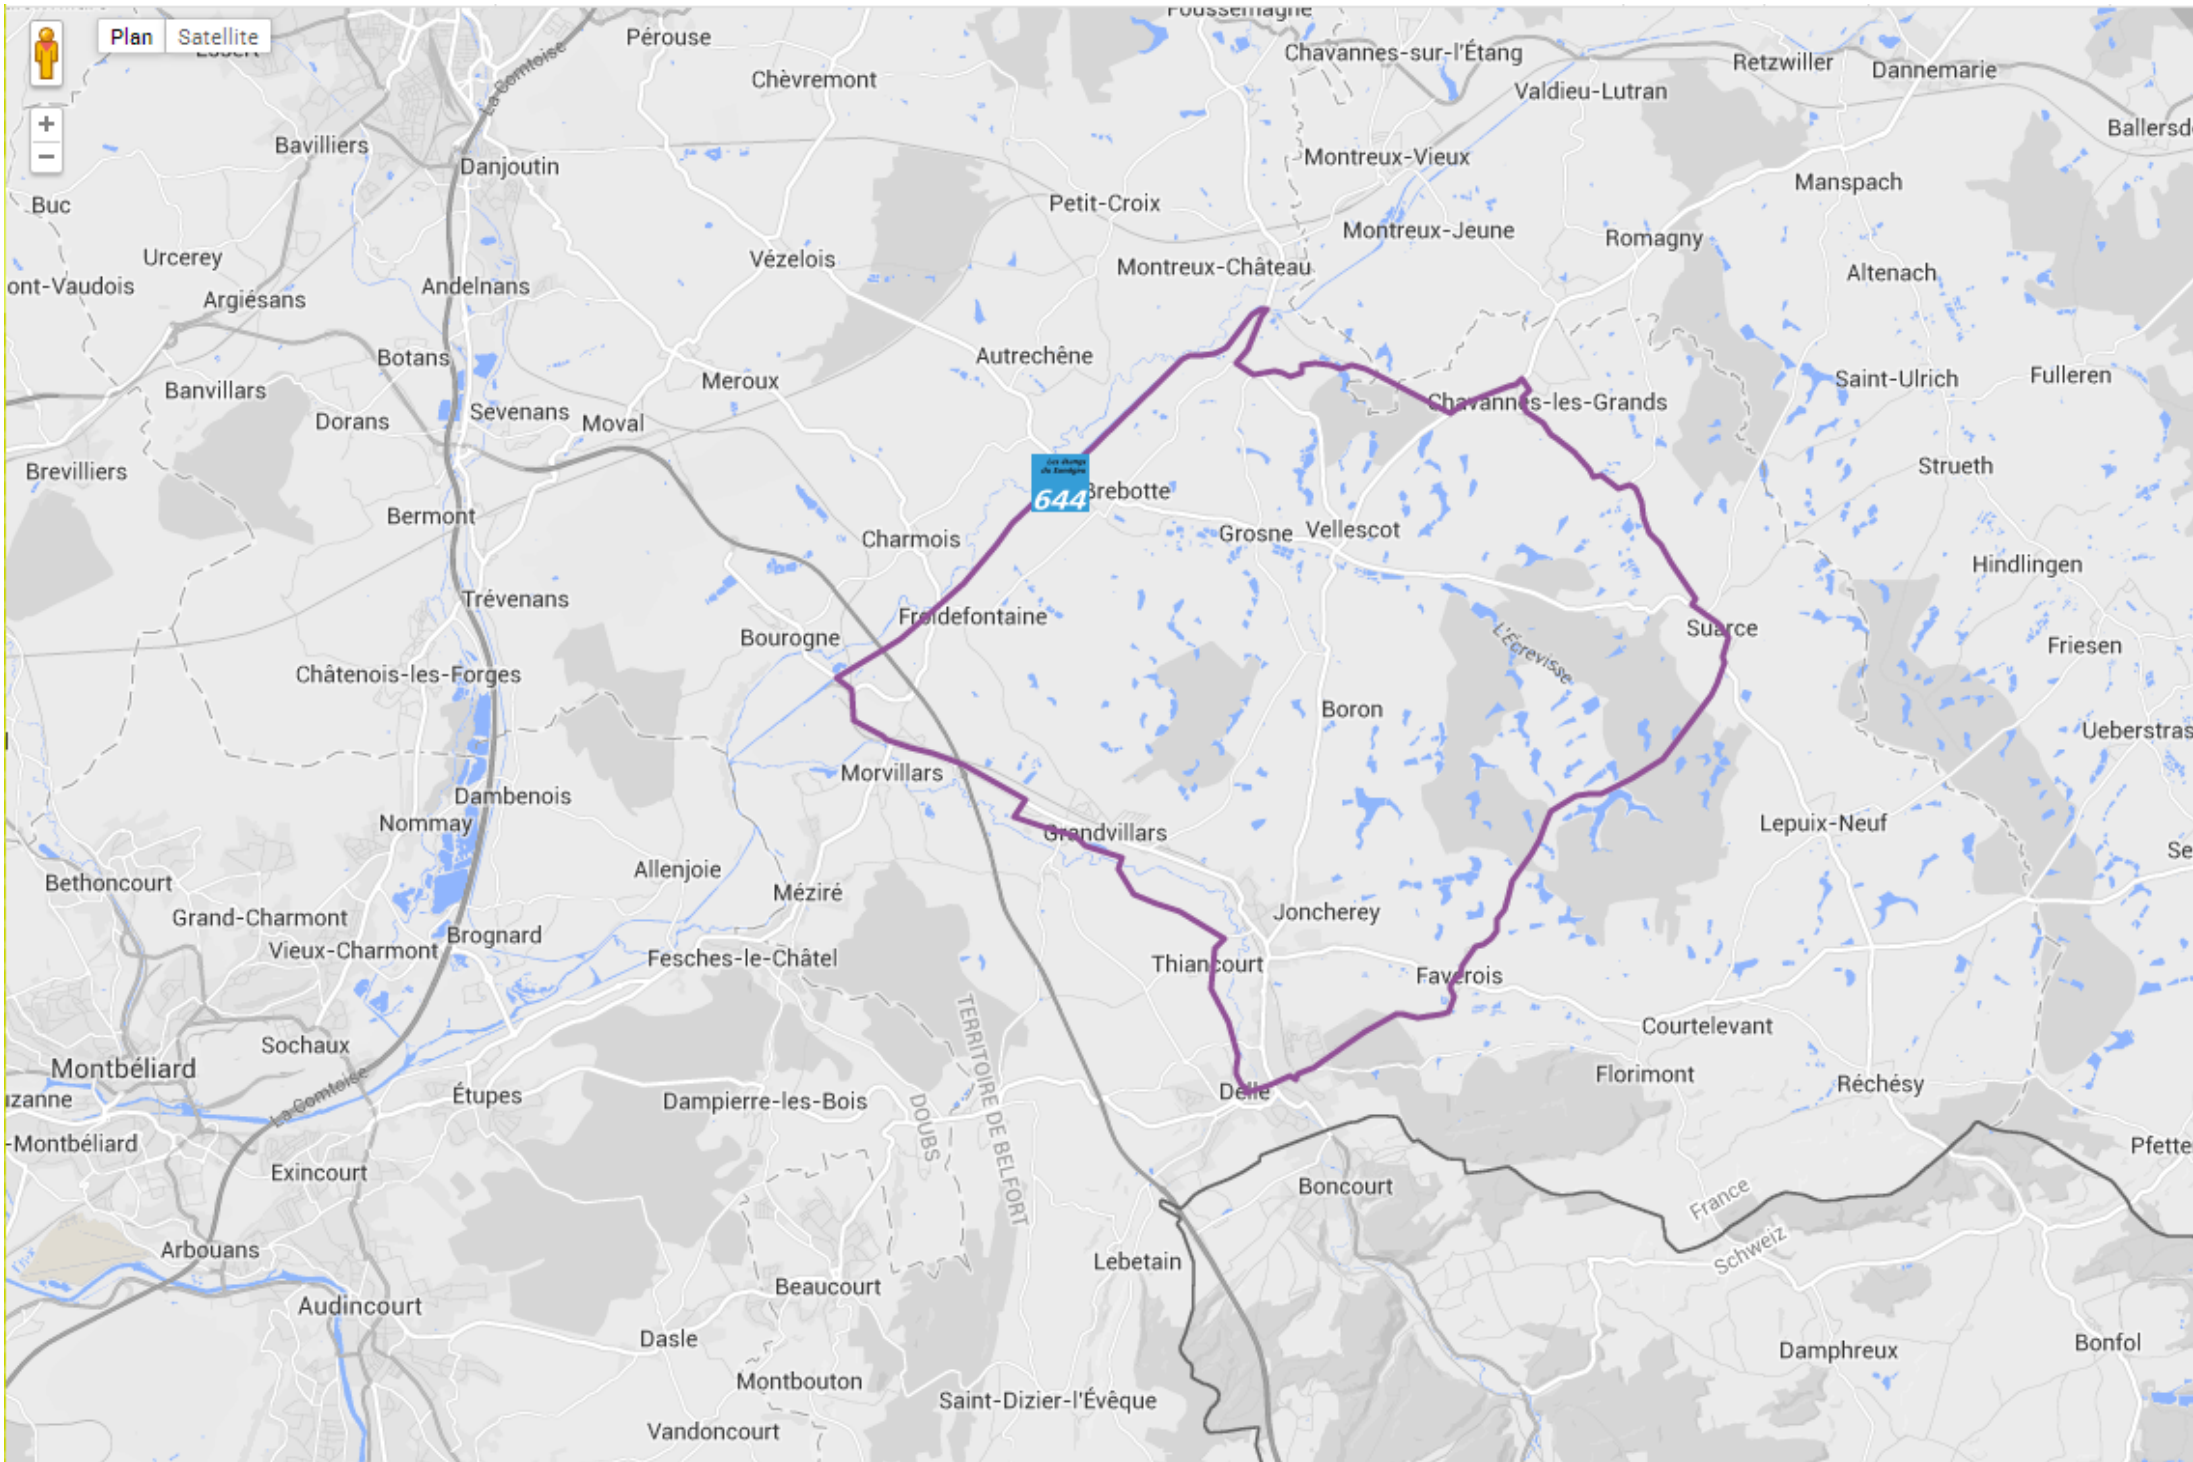 Foussemagne
Plan
Satellite
Essert
La Comtoise
Pérouse
Chèvremont
Chavannes-sur-l'Étang
Retzwiller
Dannemarie
Valdieu-Lutran
Ballersd
Bavilliers
Danjoutin
Montreux-Vieux
Manspach
Buc
Petit-Croix
Montreux-Jeune
Romagny
Urcerey
Vézelois
Montreux-Château
Altenach
ont-Vaudois
Argiésans
Andelnans
Botans
Autrechêne
Banvillars
Meroux
Saint-Ulrich
Fulleren
Dorans
Sevenans
Moval
Chavannes-les-Grands
Brevilliers
Strueth
644
Brebotte
Bermont
Charmois
Grosne
Vellescot
Hindlingen
Trévenans
Froidefontaine
Bourogne
L'Écrevisse
Suarce
Friesen
Châtenois-les-Forges
Boron
Ueberstras
Morvillars
Dambenois
Nommay
Grandvillars
Lepuix-Neuf
Se
Allenjoie
Bethoncourt
Méziré
Grand-Charmont
Joncherey
Vieux-Charmont
Brognard
Fesches-le-Châtel
Thiancourt
Faverois
TERRITOIRE DE BELFORT
DOUBS
Courtelevant
Sochaux
Montbéliard
Florimont
Réchésy
uzanne
La Comtoise
Étupes
Dampierre-les-Bois
Delle
-Montbéliard
Pfette
Exincourt
Boncourt
France
Schweiz
Arbouans
Lebetain
Beaucourt
Audincourt
Dasle
Damphreux
Bonfol
Montbouton
Saint-Dizier-l'Évêque
Vandoncourt